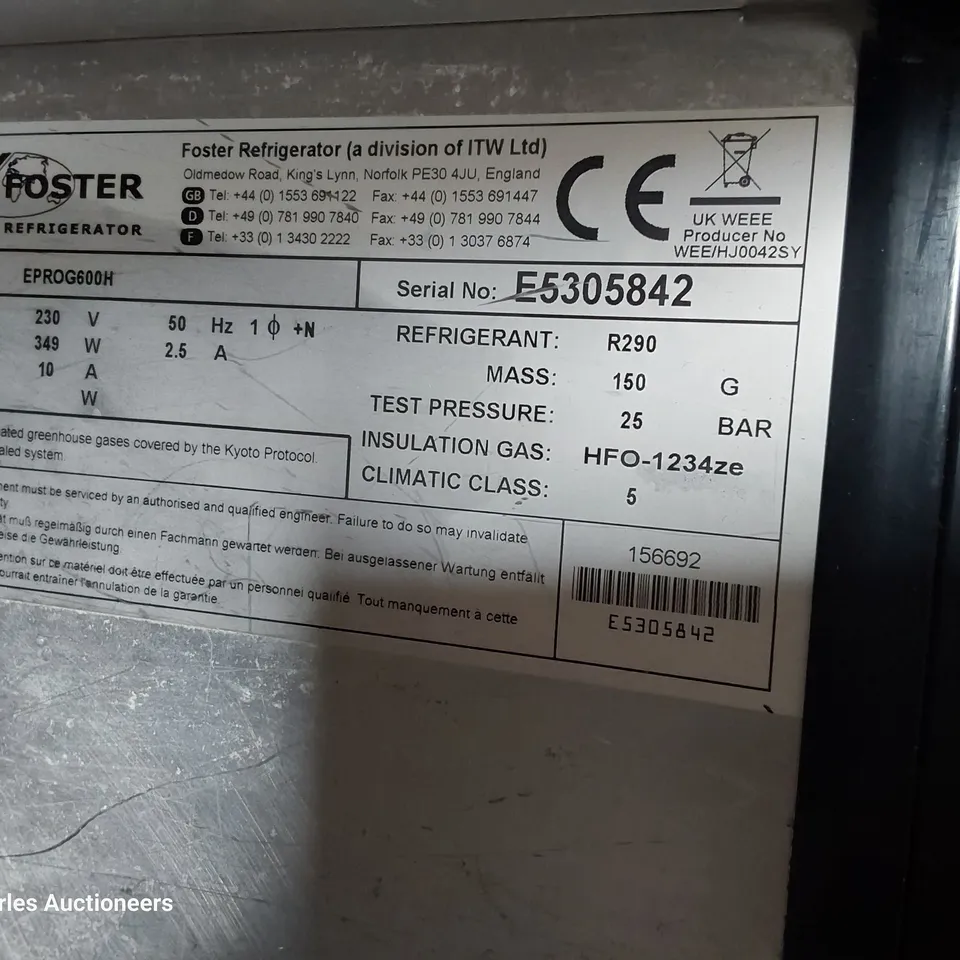 FOSTER
REFRIGERATOR
Foster Refrigerator (a division of ITW Ltd)
Oldmedow Road, King's Lynn, Norfolk PE30 4JU, England
GB Tel: +44 (0) 1553 691122 Fax: +44 (0) 1553 691447
D Tel: +49 (0) 781 990 7840 Fax: +49 (0) 781 990 7844
F Tel: +33 (0) 1 3430 2222 Fax: +33 (0) 1 3037 6874
CE
UK WEEE
Producer No
WEE/HJ0042SY
EPROG600H
Serial No: E5305842
230 V 50 Hz 1 ϕ +N
349 W 2.5 A
10 A
W
REFRIGERANT: R290
MASS: 150 G
TEST PRESSURE: 25 BAR
INSULATION GAS: HFO-1234ze
CLIMATIC CLASS: 5
greenhouse gases covered by the Kyoto Protocol.
system.
must be serviced by an authorised and qualified engineer. Failure to do so may invalidate
muß regelmäßig durch einen Fachmann gewartet werden. Bei ausgelassener Wartung entfällt
die Gewährleistung.
sur ce matériel doit être effectuée par un personnel qualifié. Tout manquement à cette
pourrait entraîner l'annulation de la garantie.
156692
E5305842
Auctioneers